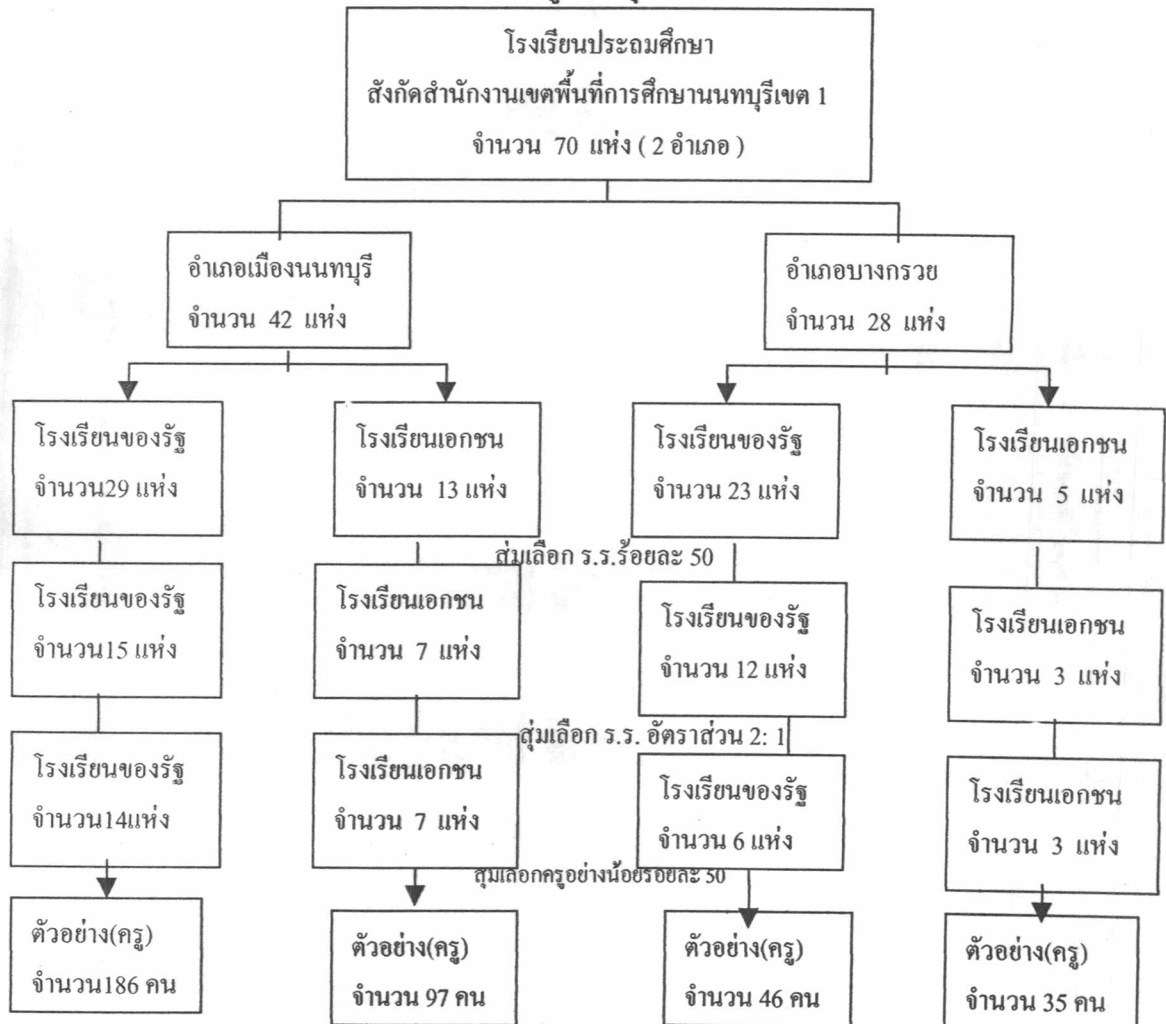 โรงเรียนประถมศึกษา
สังกัดสำนักงานเขตพื้นที่การศึกษานนทบุรีเขต 1
จำนวน 70 แห่ง ( 2 อำเภอ )
อำเภอเมืองนนทบุรี
จำนวน 42 แห่ง
อำเภอบางกรวย
จำนวน 28 แห่ง
โรงเรียนของรัฐ
จำนวน29 แห่ง
โรงเรียนเอกชน
จำนวน 13 แห่ง
โรงเรียนของรัฐ
จำนวน 23 แห่ง
โรงเรียนเอกชน
จำนวน 5 แห่ง
สุ่มเลือก ร.ร.ร้อยละ 50
โรงเรียนของรัฐ
จำนวน15 แห่ง
โรงเรียนเอกชน
จำนวน 7 แห่ง
โรงเรียนของรัฐ
จำนวน 12 แห่ง
โรงเรียนเอกชน
จำนวน 3 แห่ง
สุ่มเลือก ร.ร. อัตราส่วน 2: 1
โรงเรียนของรัฐ
จำนวน14แห่ง
โรงเรียนเอกชน
จำนวน 7 แห่ง
โรงเรียนของรัฐ
จำนวน 6 แห่ง
โรงเรียนเอกชน
จำนวน 3 แห่ง
สุ่มเลือกครูอย่างน้อยร้อยละ 50
ตัวอย่าง(ครู)
จำนวน186 คน
ตัวอย่าง(ครู)
จำนวน 97 คน
ตัวอย่าง(ครู)
จำนวน 46 คน
ตัวอย่าง(ครู)
จำนวน 35 คน